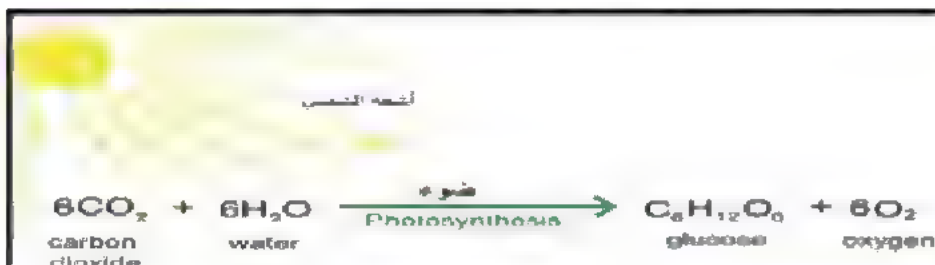 أشعة الشمس
ضوء
6CO₂ + 6H₂O → C₆H₁₂O₆ + 6O₂
Photosynthesis
carbon dioxide water glucose oxygen